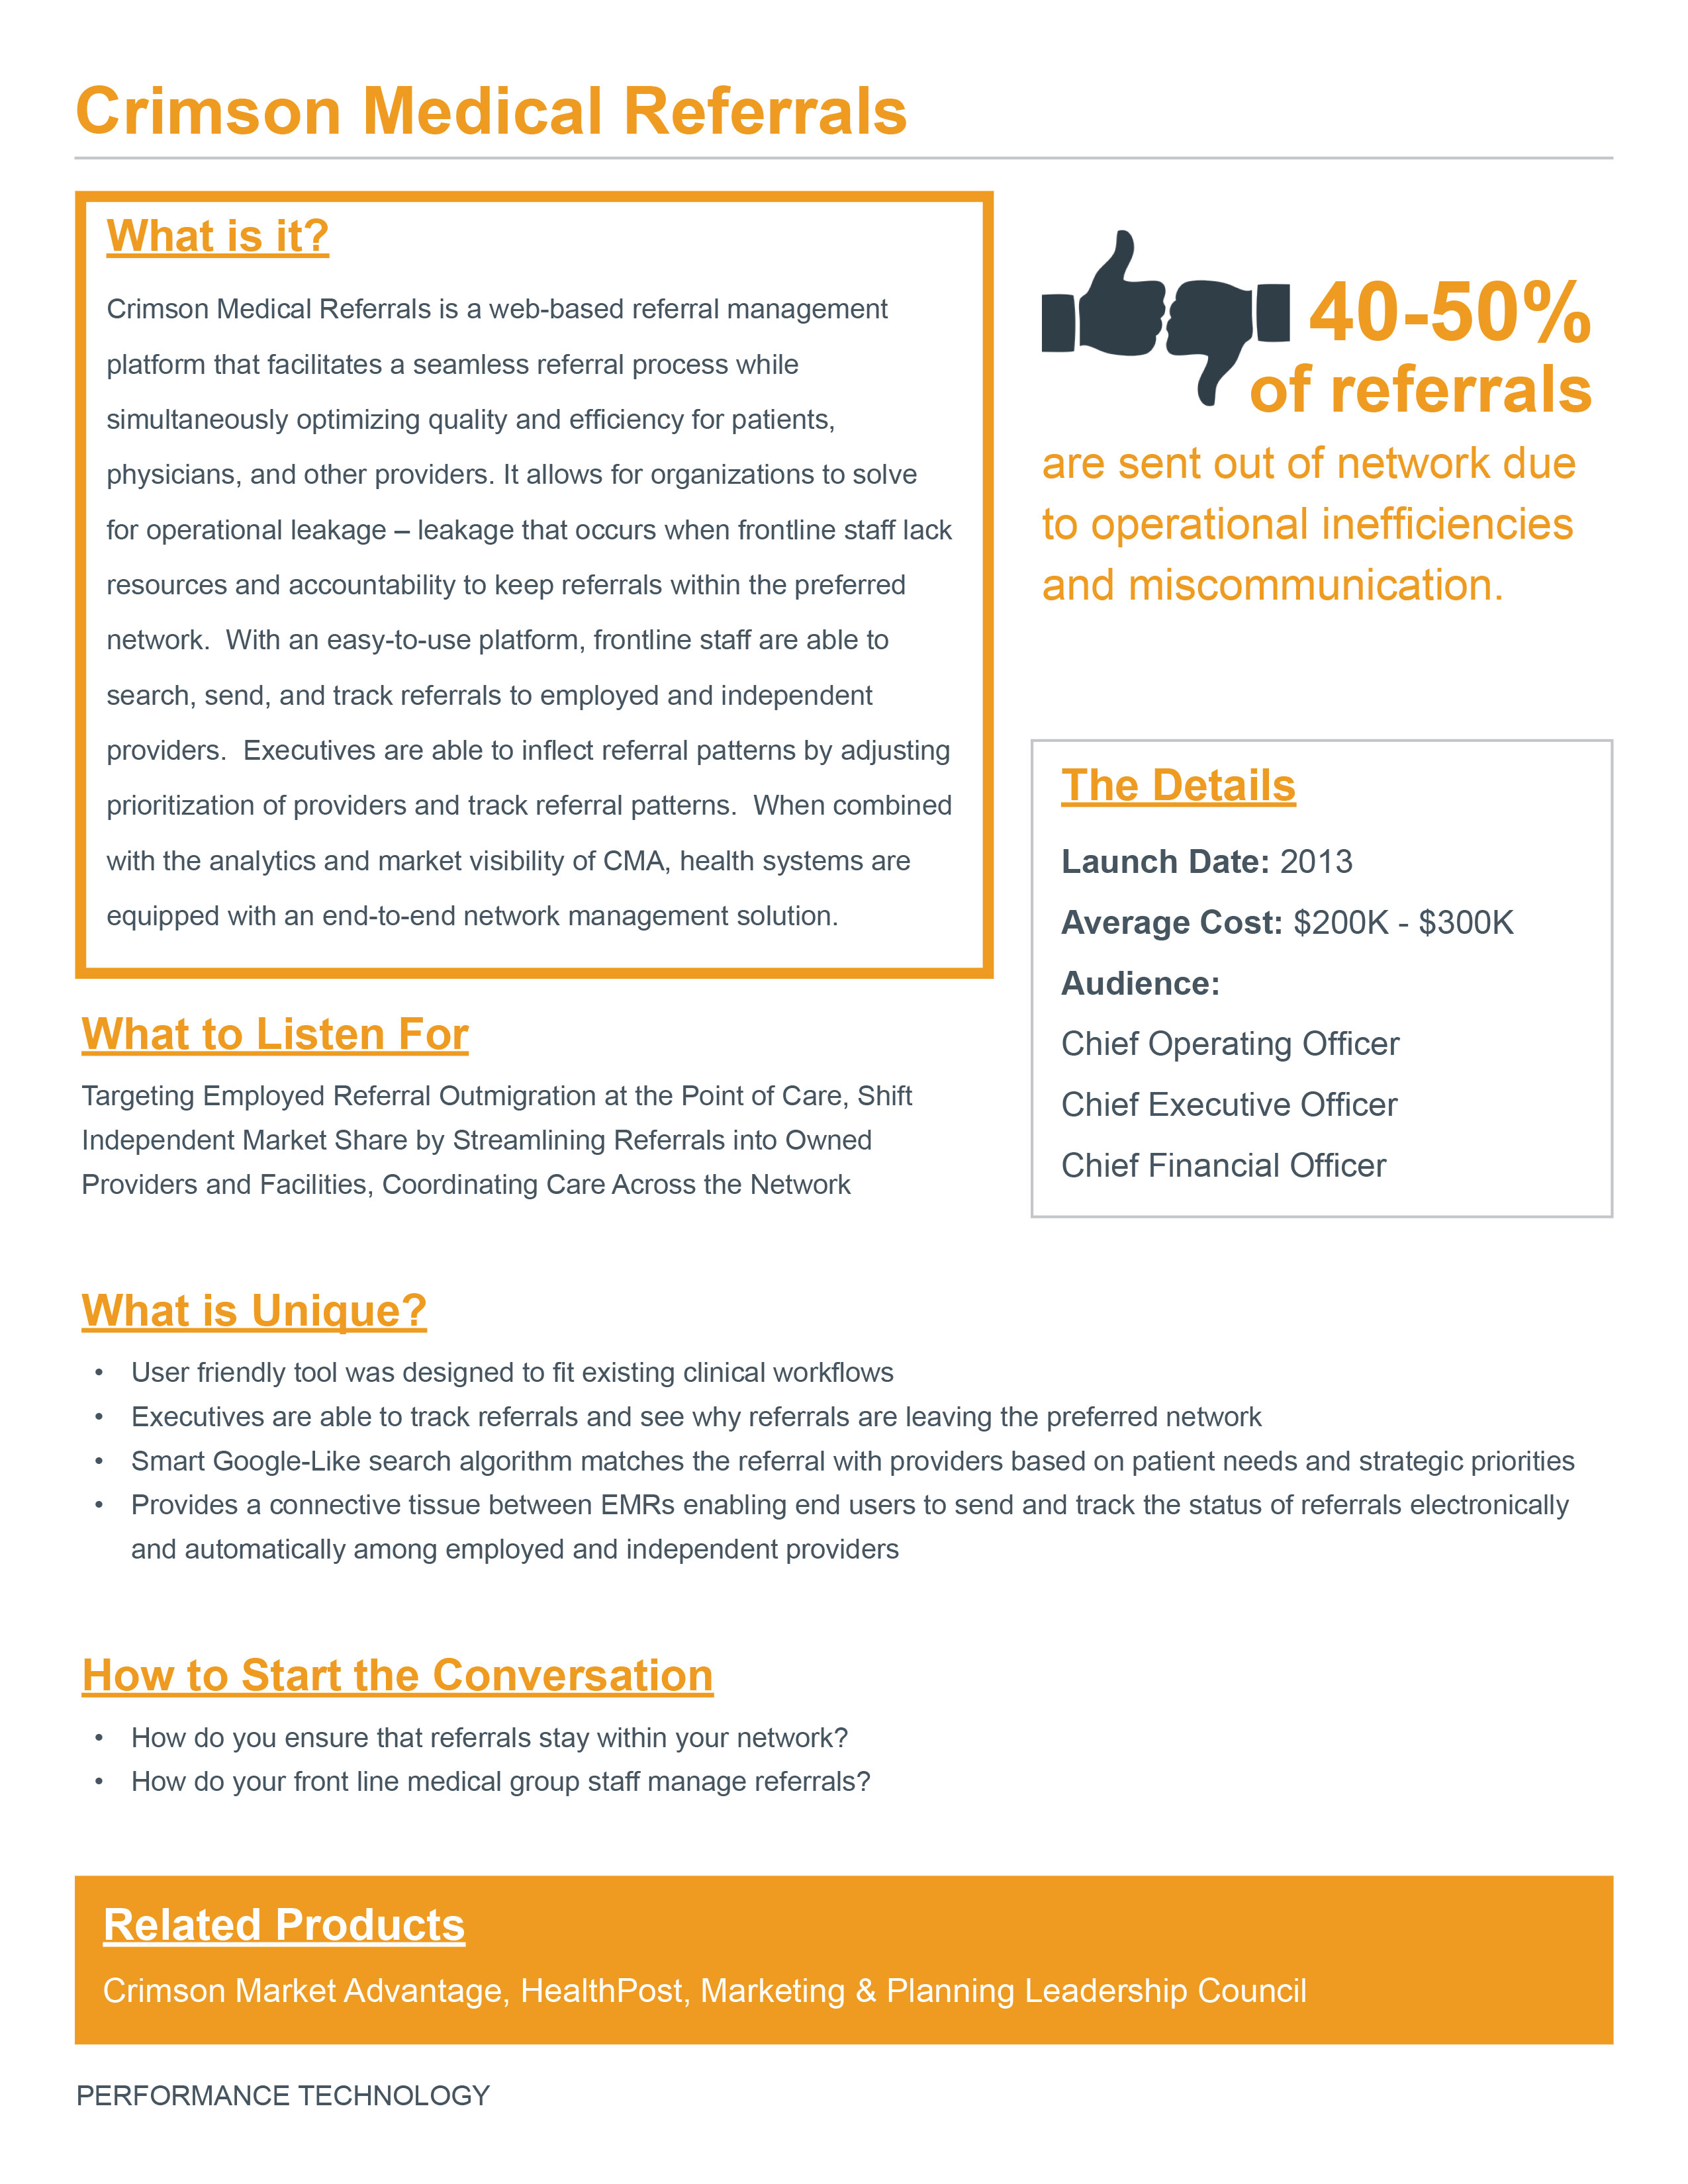 Crimson Medical Referrals
What is it?
Crimson Medical Referrals is a web-based referral management
platform that facilitates a seamless referral process while
simultaneously optimizing quality and efficiency for patients,
physicians, and other providers. It allows for organizations to solve
for operational leakage – leakage that occurs when frontline staff lack
resources and accountability to keep referrals within the preferred
network.  With an easy-to-use platform, frontline staff are able to
search, send, and track referrals to employed and independent
providers.  Executives are able to inflect referral patterns by adjusting
prioritization of providers and track referral patterns.  When combined
with the analytics and market visibility of CMA, health systems are
equipped with an end-to-end network management solution.
40-50%
of referrals
are sent out of network due
to operational inefficiencies
and miscommunication.
The Details
Launch Date: 2013
Average Cost: $200K - $300K
Audience:
Chief Operating Officer
Chief Executive Officer
Chief Financial Officer
What to Listen For
Targeting Employed Referral Outmigration at the Point of Care, Shift
Independent Market Share by Streamlining Referrals into Owned
Providers and Facilities, Coordinating Care Across the Network
What is Unique?
• User friendly tool was designed to fit existing clinical workflows
• Executives are able to track referrals and see why referrals are leaving the preferred network
• Smart Google-Like search algorithm matches the referral with providers based on patient needs and strategic priorities
• Provides a connective tissue between EMRs enabling end users to send and track the status of referrals electronically
and automatically among employed and independent providers
How to Start the Conversation
• How do you ensure that referrals stay within your network?
• How do your front line medical group staff manage referrals?
Related Products
Crimson Market Advantage, HealthPost, Marketing & Planning Leadership Council
PERFORMANCE TECHNOLOGY